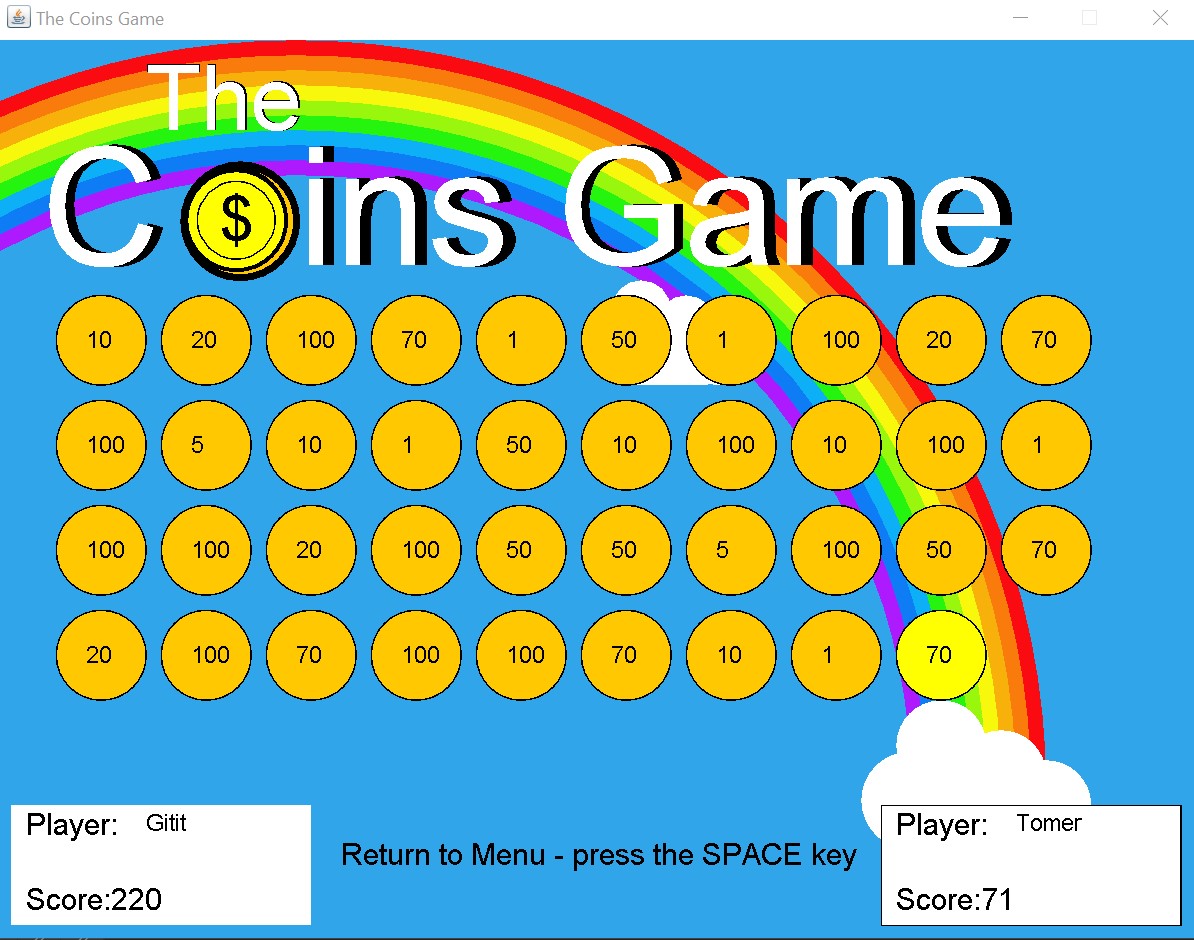 The Coins Game
The
C$ins Game
10 20 100 70 1 50 1 100 20 70
100 5 10 1 50 10 100 10 100 1
100 100 20 100 50 50 5 100 50 70
20 100 70 100 100 70 10 1 70
Player: Gitit
Player: Tomer
Return to Menu - press the SPACE key
Score:220
Score:71